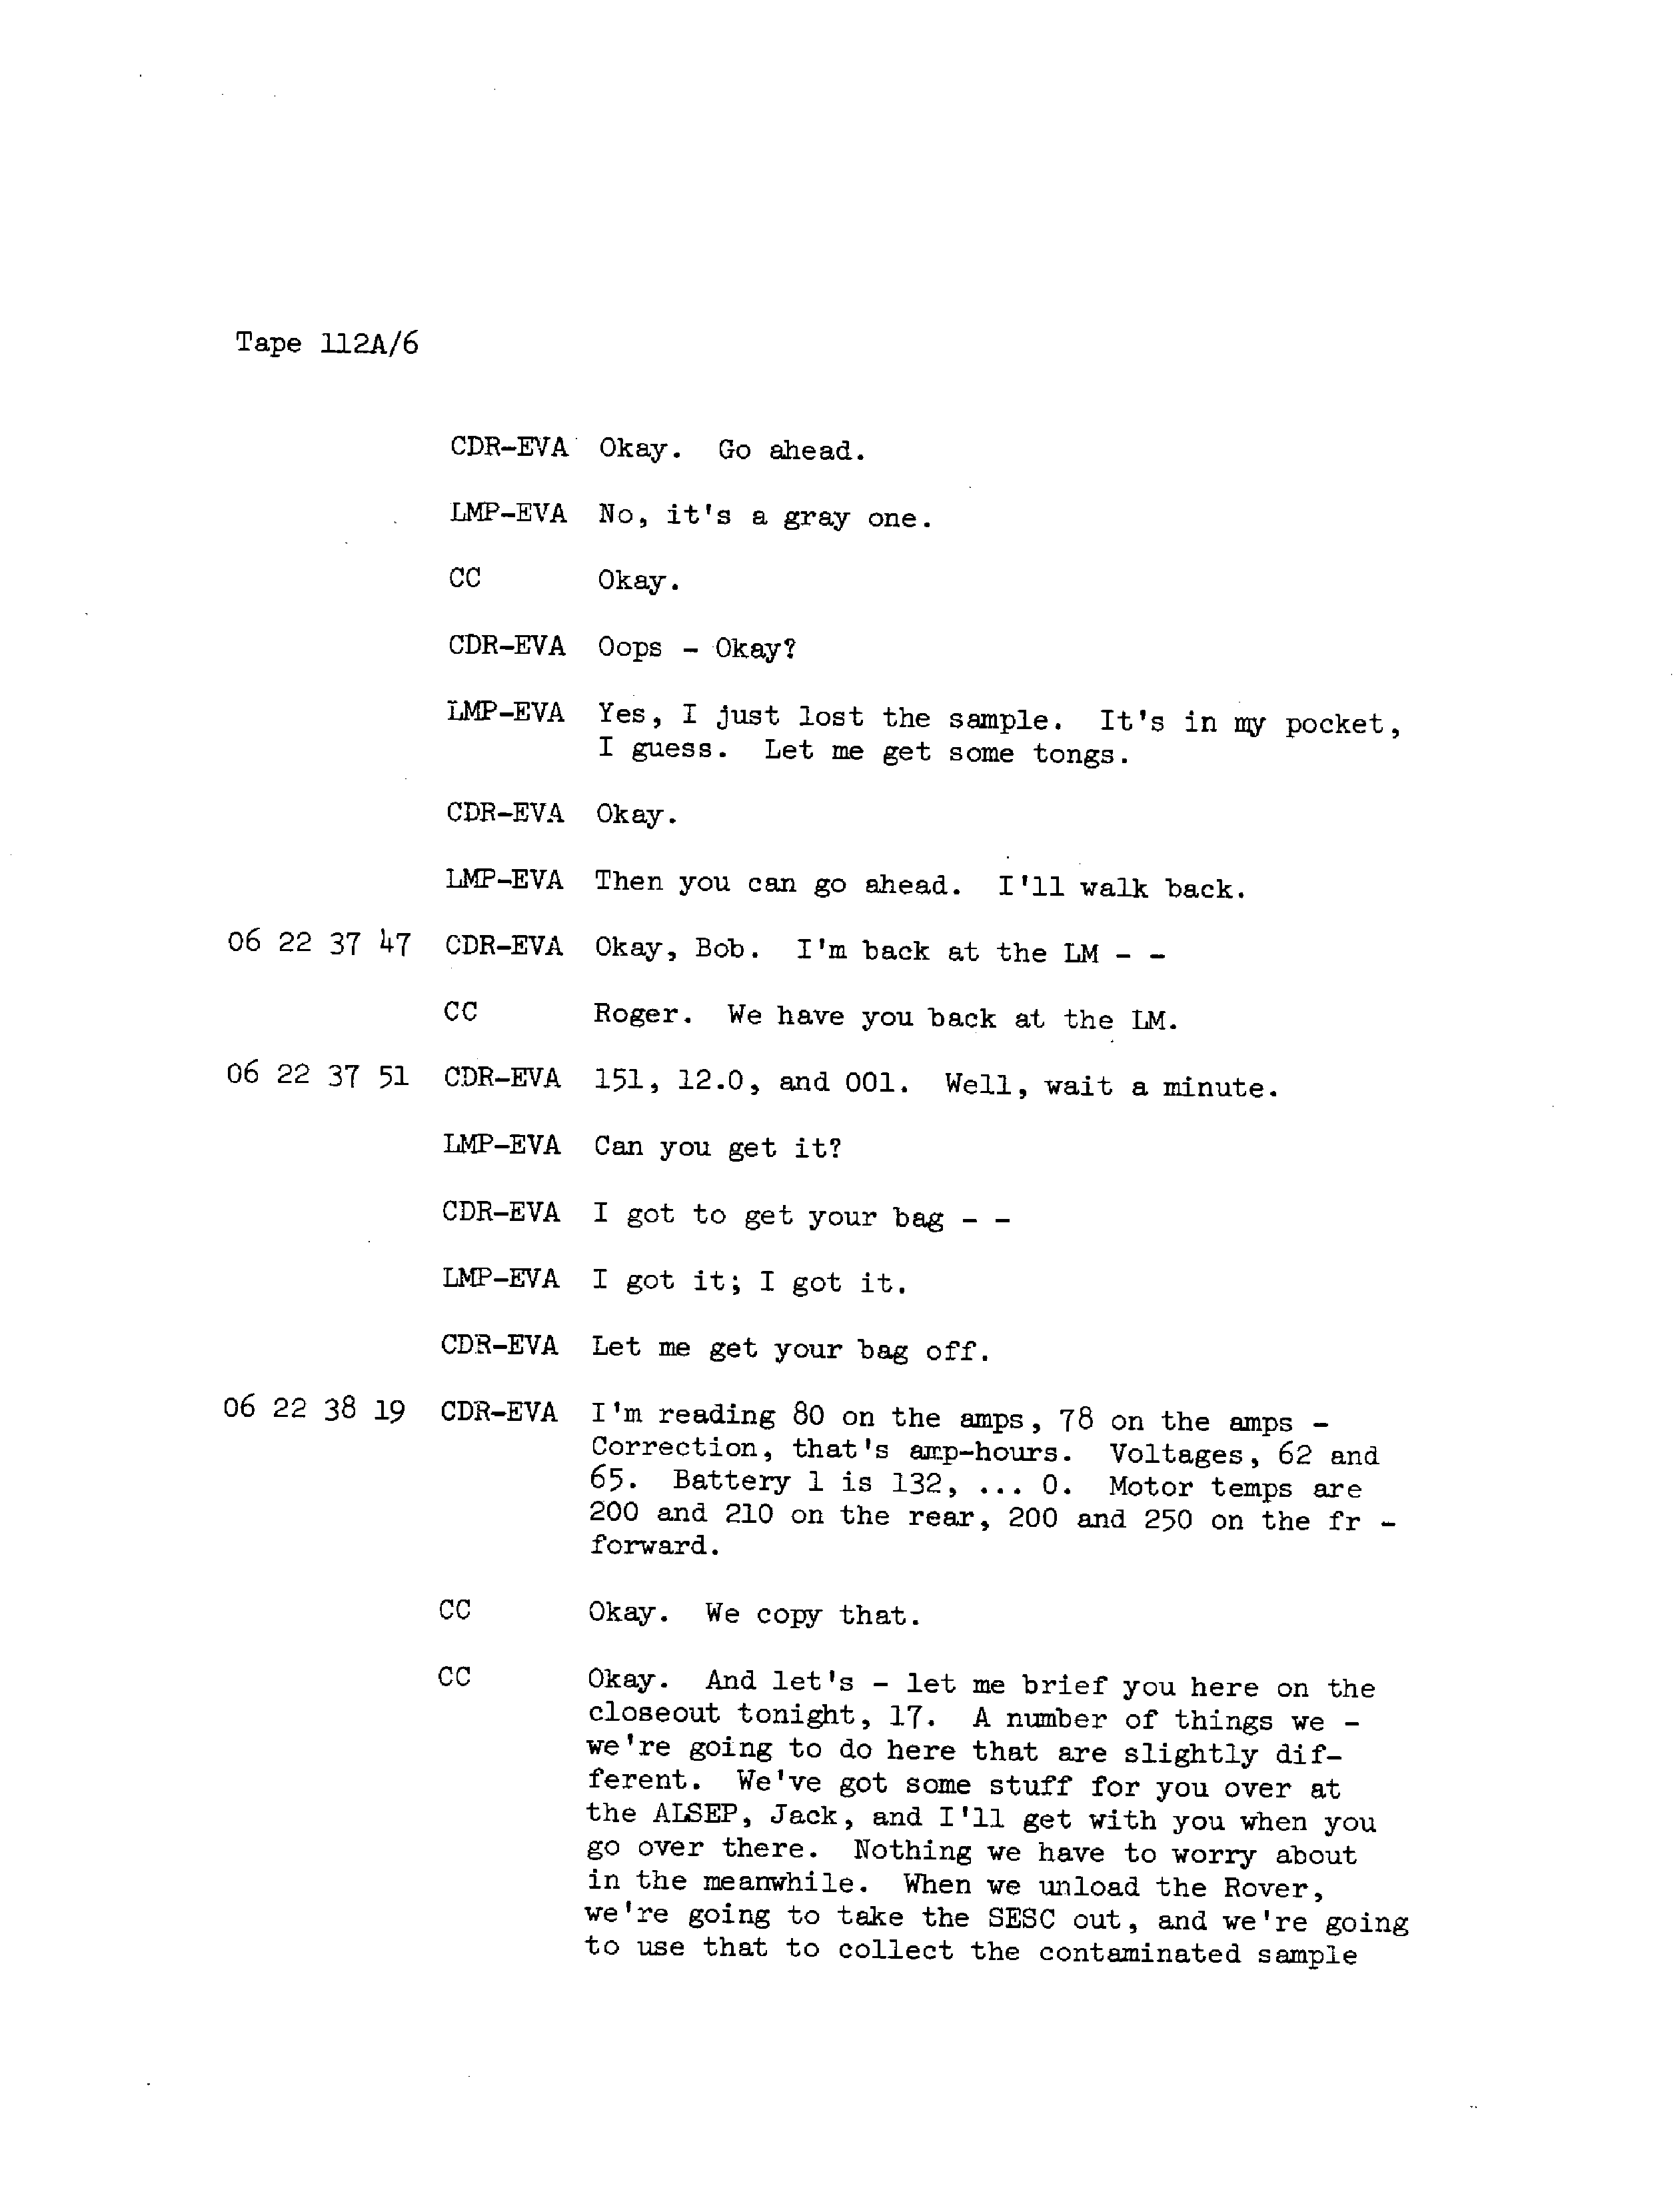 Tape 112A/6
CDR-EVA Okay. Go ahead.
LMP-EVA No, it's a gray one.
CC Okay.
CDR-EVA Oops - Okay?
LMP-EVA Yes, I just lost the sample. It's in my pocket,
I guess. Let me get some tongs.
CDR-EVA Okay.
LMP-EVA Then you can go ahead. I'll walk back.
06 22 37 47 CDR-EVA Okay, Bob. I'm back at the LM - -
CC Roger. We have you back at the LM.
06 22 37 51 CDR-EVA 151, 12.0, and 001. Well, wait a minute.
LMP-EVA Can you get it?
CDR-EVA I got to get your bag - -
LMP-EVA I got it; I got it.
CDR-EVA Let me get your bag off.
06 22 38 19 CDR-EVA I'm reading 80 on the amps, 78 on the amps -
Correction, that's amp-hours. Voltages, 62 and
65. Battery 1 is 132, ... 0. Motor temps are
200 and 210 on the rear, 200 and 250 on the fr -
forward.
CC Okay. We copy that.
CC Okay. And let's - let me brief you here on the
closeout tonight, 17. A number of things we -
we're going to do here that are slightly dif-
ferent. We've got some stuff for you over at
the ALSEP, Jack, and I'll get with you when you
go over there. Nothing we have to worry about
in the meanwhile. When we unload the Rover,
we're going to take the SESC out, and we're going
to use that to collect the contaminated sample